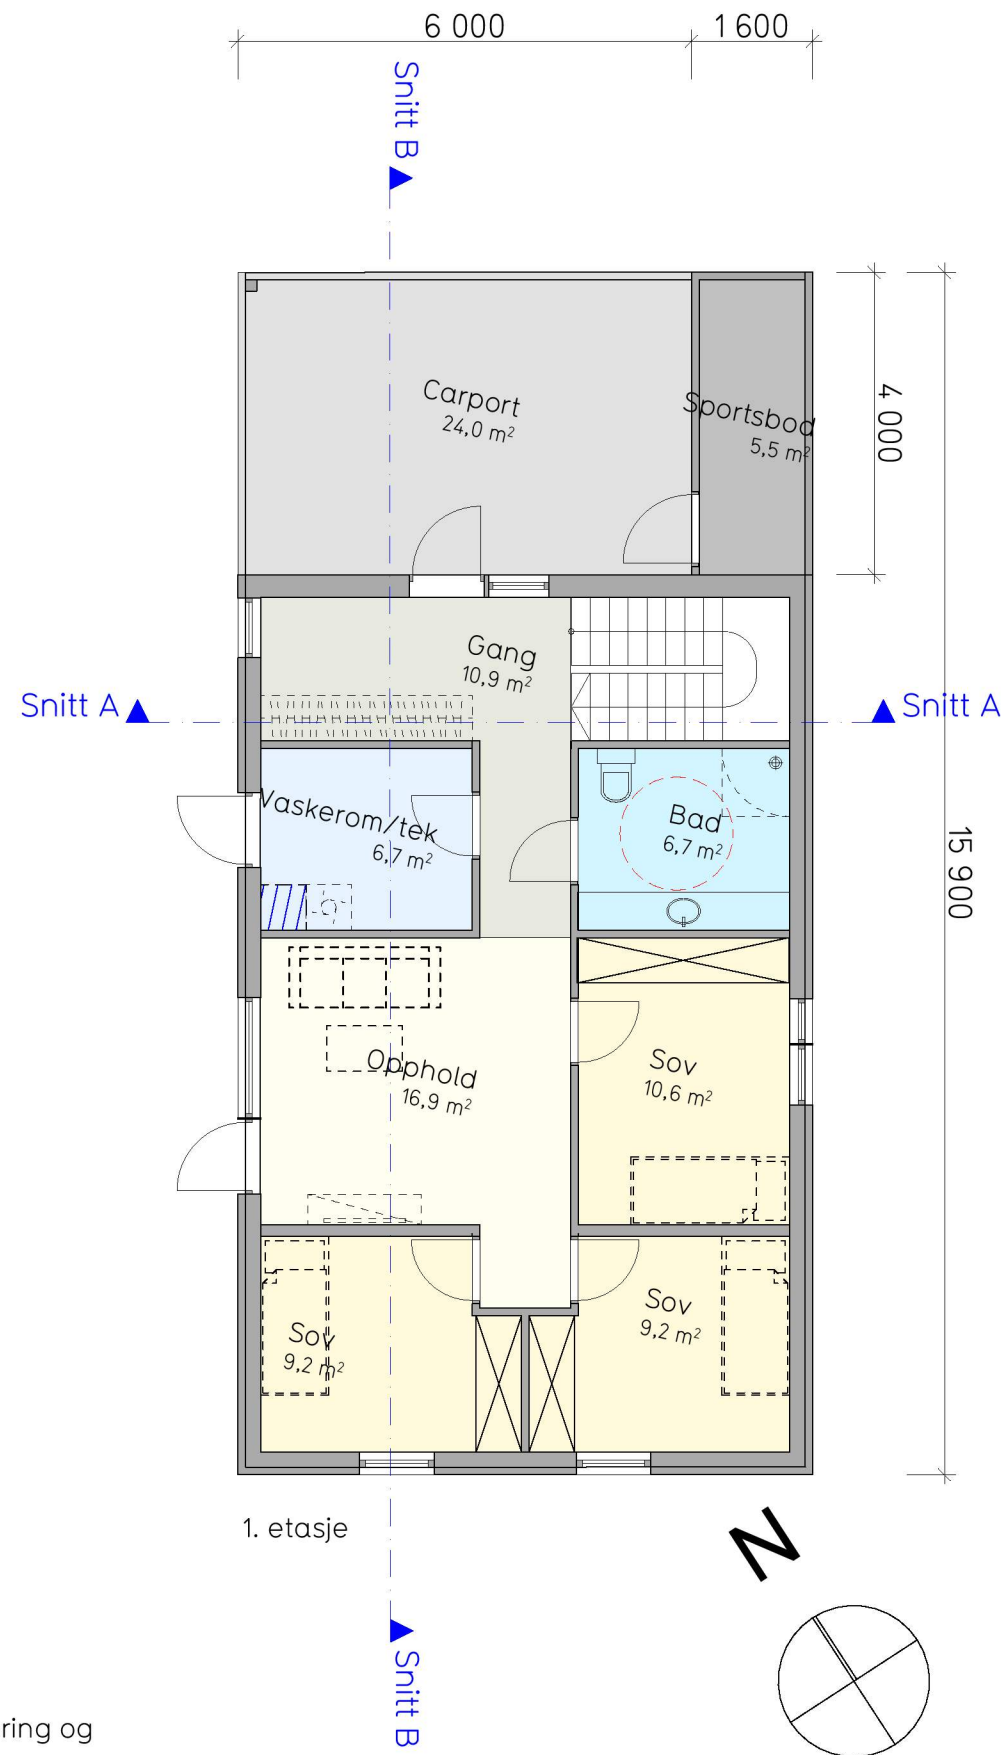 6 000
1 600
Snitt B
Carport
24,0 m²
Sportsbod
5,5 m²
4 000
Gang
10,9 m²
Snitt A
Snitt A
Vaskerom/tek
6,7 m²
Bad
6,7 m²
15 900
Opphold
16,9 m²
Sov
10,6 m²
Sov
9,2 m²
Sov
9,2 m²
1. etasje
N
Snitt B
ring og